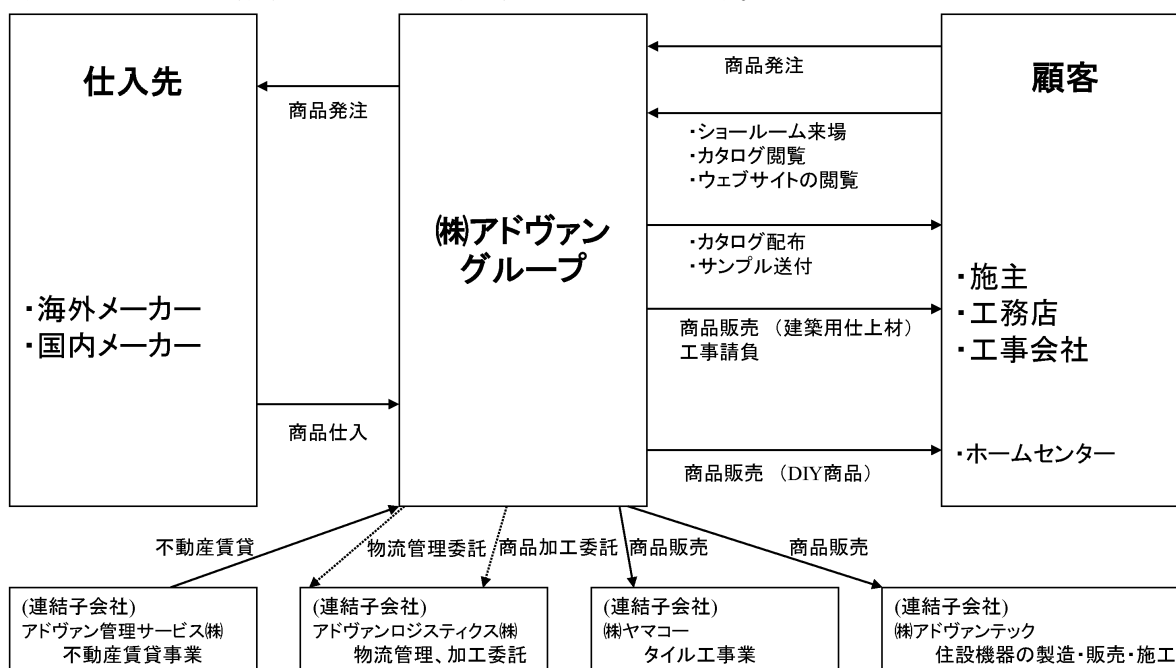 仕入先
・海外メーカー
・国内メーカー
商品発注
商品仕入
㈱アドヴァン
グループ
商品発注
・ショールーム来場
・カタログ閲覧
・ウェブサイトの閲覧
・カタログ配布
・サンプル送付
商品販売 （建築用仕上材）
工事請負
商品販売 （DIY商品）
顧客
・施主
・工務店
・工事会社
・ホームセンター
不動産賃貸
物流管理委託
商品加工委託
商品販売
商品販売
(連結子会社)
アドヴァン管理サービス㈱
不動産賃貸事業
(連結子会社)
アドヴァンロジスティクス㈱
物流管理、加工委託
(連結子会社)
㈱ヤマコー
タイル工事業
(連結子会社)
㈱アドヴァンテック
住設機器の製造・販売・施工